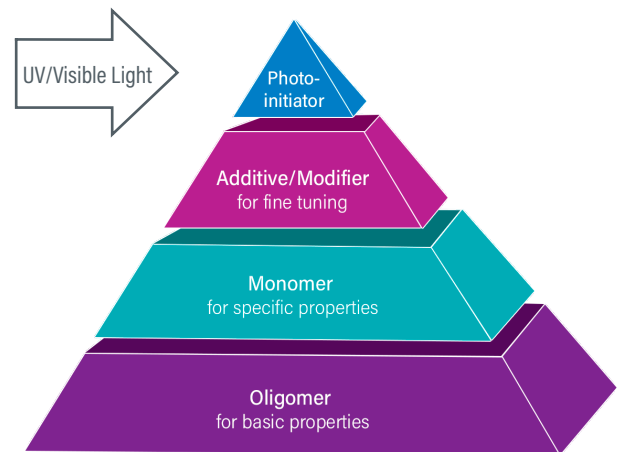 UV/Visible Light
Photo-
initiator
Additive/Modifier
for fine tuning
Monomer
for specific properties
Oligomer
for basic properties